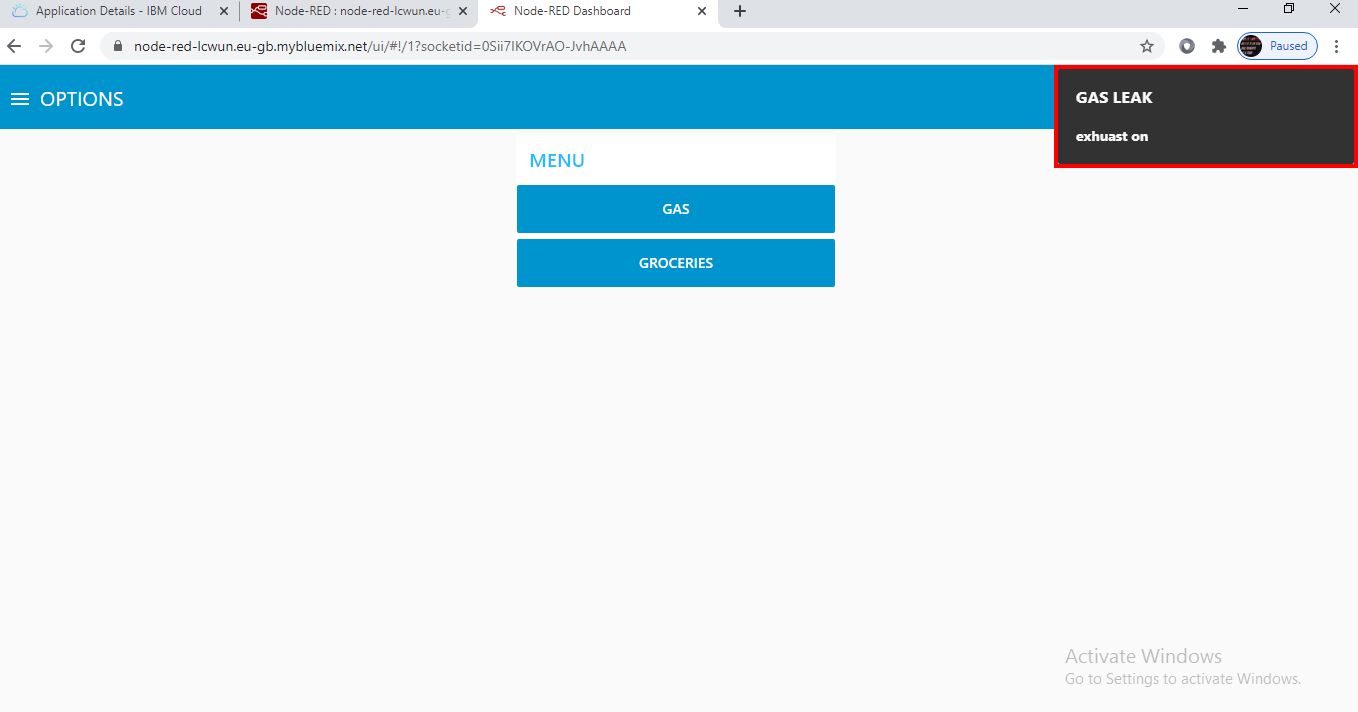 Application Details - IBM Cloud
Node-RED : node-red-lcwun.eu-g
Node-RED Dashboard
node-red-lcwun.eu-gb.mybluemix.net/ui/#!/1?socketid=0Sii7IKOVrAO-JvhAAAA
Paused
OPTIONS
GAS LEAK
exhuast on
MENU
GAS
GROCERIES
Activate Windows
Go to Settings to activate Windows.